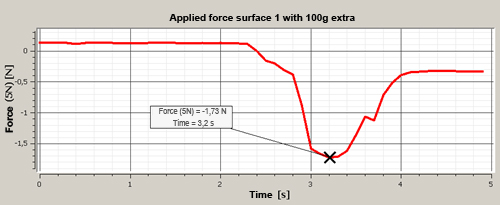 Applied force surface 1 with 100g extra
Force (5N) [N]
0
-0,5
-1
-1,5
Force (5N) = -1,73 N
Time = 3,2 s
0 1 2 3 4 5
Time [s]